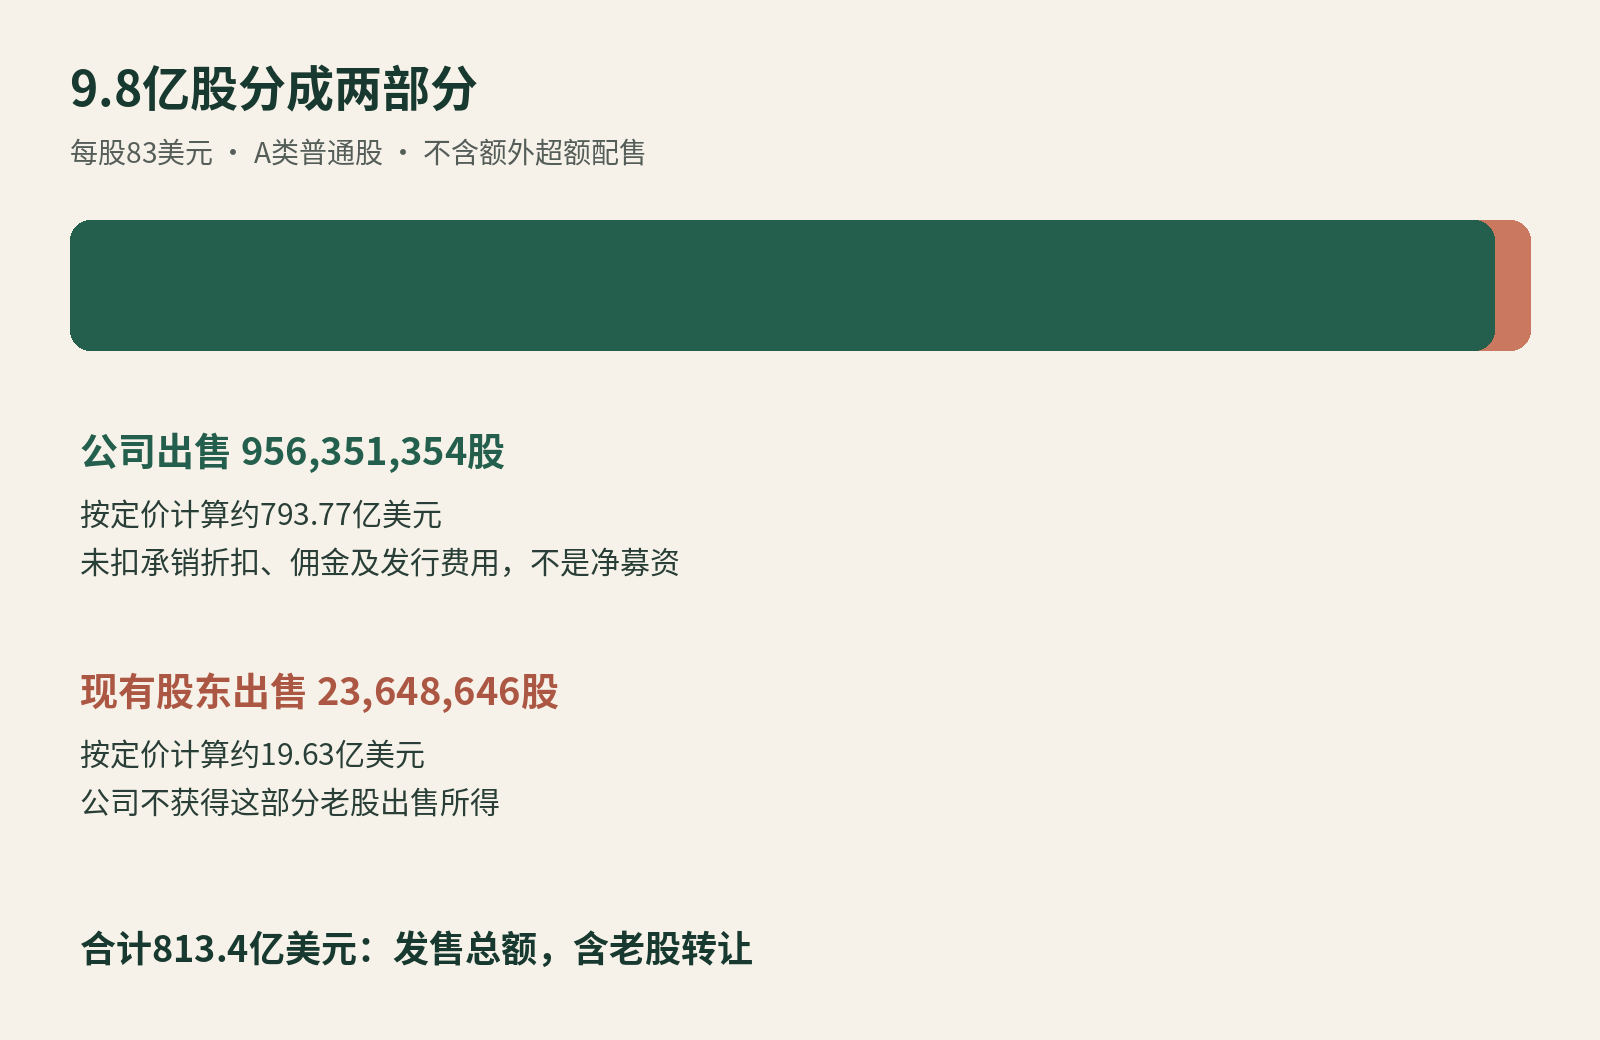 9.8亿股分成两部分
每股83美元 · A类普通股 · 不含额外超额配售
公司出售 956,351,354股
按定价计算约793.77亿美元
未扣承销折扣、佣金及发行费用，不是净募资
现有股东出售 23,648,646股
按定价计算约19.63亿美元
公司不获得这部分老股出售所得
合计813.4亿美元：发售总额，含老股转让